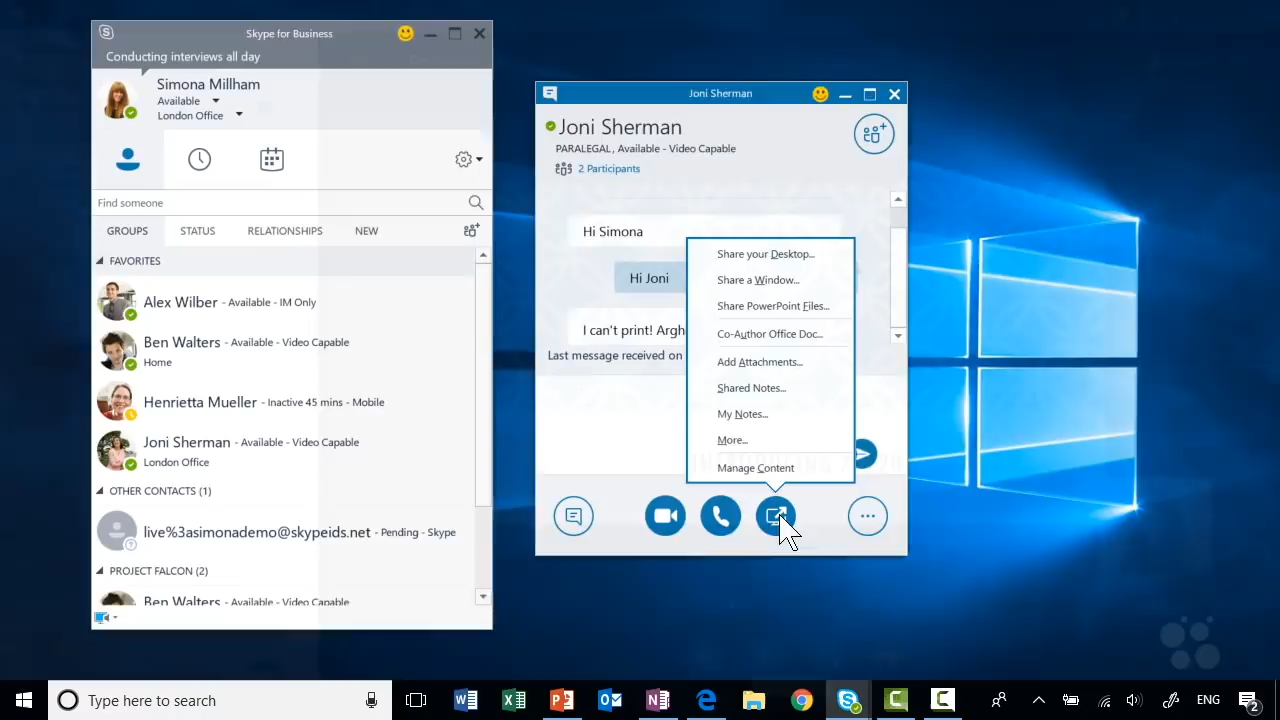 Skype for Business
Conducting interviews all day
Simona Millham
Available
London Office
Find someone
GROUPS STATUS RELATIONSHIPS NEW
FAVORITES
Alex Wilber - Available - IM Only
Ben Walters - Available - Video Capable
Home
Henrietta Mueller - Inactive 45 mins - Mobile
Joni Sherman - Available - Video Capable
London Office
OTHER CONTACTS (1)
live%3asimonademo@skypeids.net - Pending - Skype
PROJECT FALCON (2)
Ben Walters - Available - Video Capable
Joni Sherman
Joni Sherman
PARALEGAL, Available - Video Capable
2 Participants
Hi Simona
Hi Joni
I can't print! Argh
Last message received on
Share your Desktop...
Share a Window...
Share PowerPoint Files...
Co-Author Office Doc...
Add Attachments...
Shared Notes...
My Notes...
More...
Manage Content
Type here to search
ENG
2